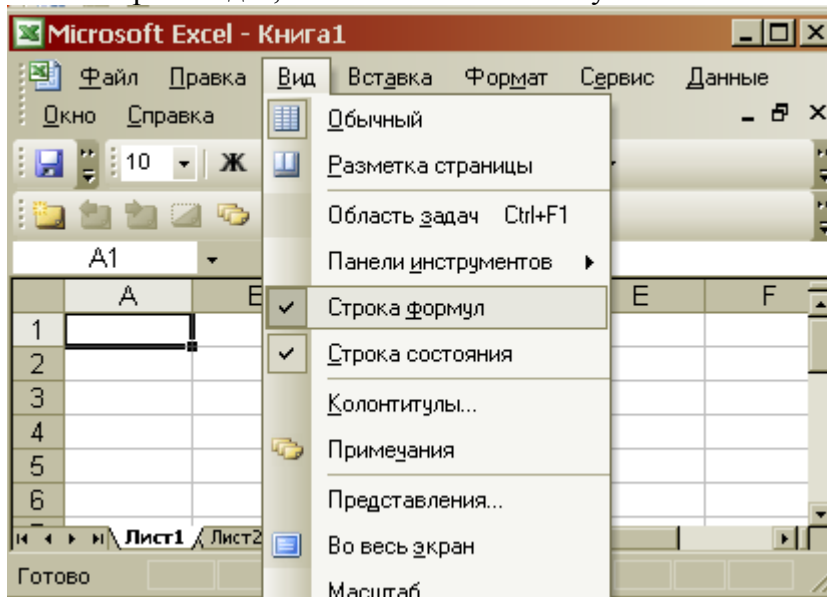 Microsoft Excel - Книга1
Файл Правка Вид Вставка Формат Сервис Данные
Окно Справка
10 Ж
A1
Обычный
Разметка страницы
Область задач Ctrl+F1
Панели инструментов
Строка формул
Строка состояния
Колонтитулы...
Примечания
Представления...
Во весь экран
Масштаб
A E F
1
2
3
4
5
6
Лист1 Лист2
Готово